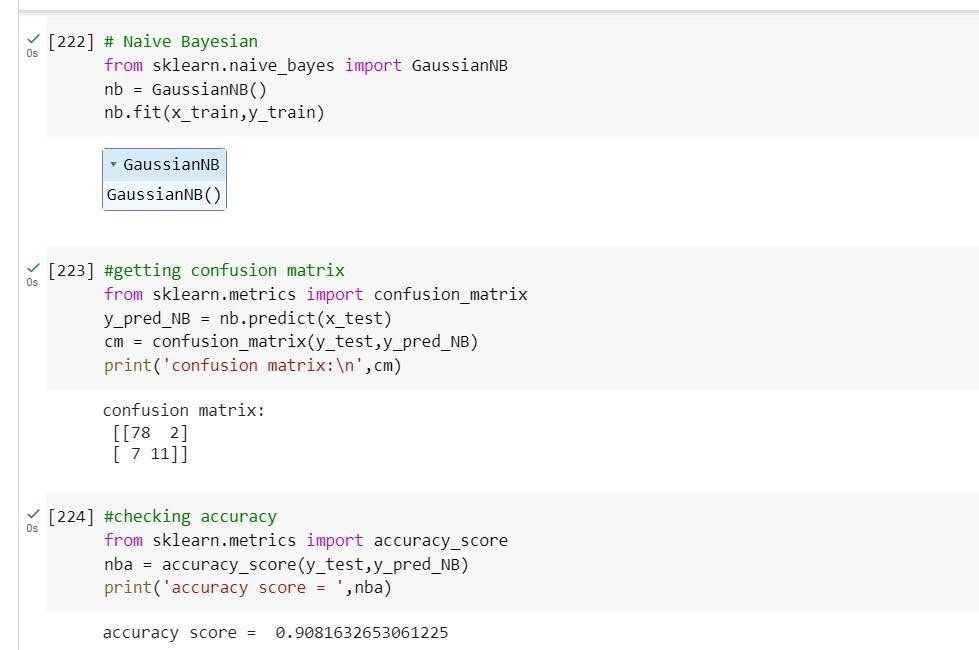 [222] # Naive Bayesian
from sklearn.naive_bayes import GaussianNB
nb = GaussianNB()
nb.fit(x_train,y_train)
0s
▾ GaussianNB
GaussianNB()
[223] #getting confusion matrix
0s
from sklearn.metrics import confusion_matrix
y_pred_NB = nb.predict(x_test)
cm = confusion_matrix(y_test,y_pred_NB)
print('confusion matrix:\n',cm)
confusion matrix:
[[78  2]
[ 7 11]]
[224] #checking accuracy
0s
from sklearn.metrics import accuracy_score
nba = accuracy_score(y_test,y_pred_NB)
print('accuracy score = ',nba)
accuracy score =  0.9081632653061225